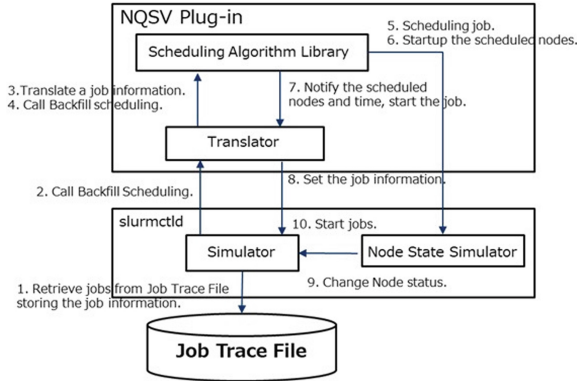 NQSV Plug-in
5. Scheduling job.
6. Startup the scheduled nodes.
Scheduling Algorithm Library
3.Translate a job information.
4. Call Backfill scheduling.
7. Notify the scheduled
nodes and time, start the job.
Translator
8. Set the job information.
2. Call Backfill Scheduling.
slurmctld
10. Start jobs.
Simulator
Node State Simulator
9. Change Node status.
1. Retrieve jobs from Job Trace File
storing the job information.
Job Trace File